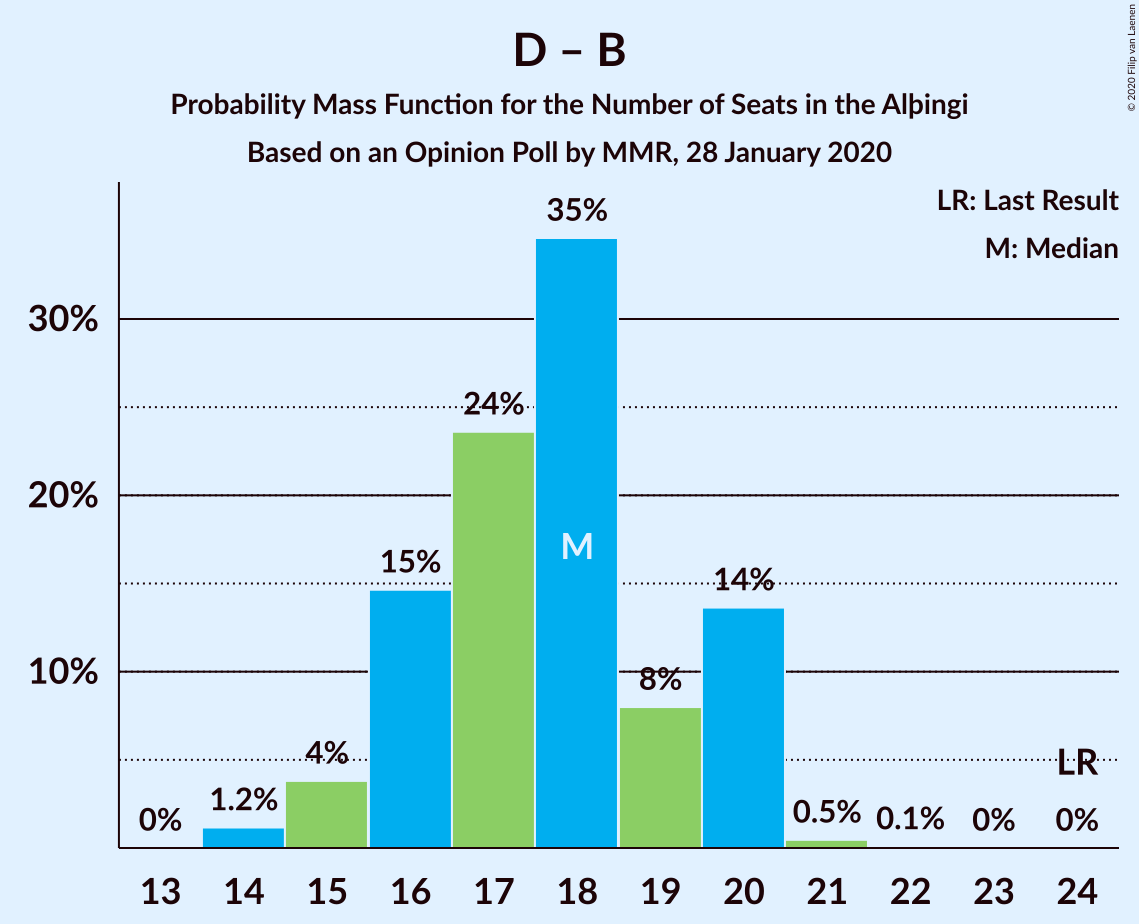 D – B
Probability Mass Function for the Number of Seats in the Alþingi
Based on an Opinion Poll by MMR, 28 January 2020
© 2020 Filip van Laenen
LR: Last Result
M: Median
35%
30%
24%
20%
M
15%
14%
10%
8%
4%
LR
1.2%
0%
0.5%
0.1%
0%
0%
13 14 15 16 17 18 19 20 21 22 23 24